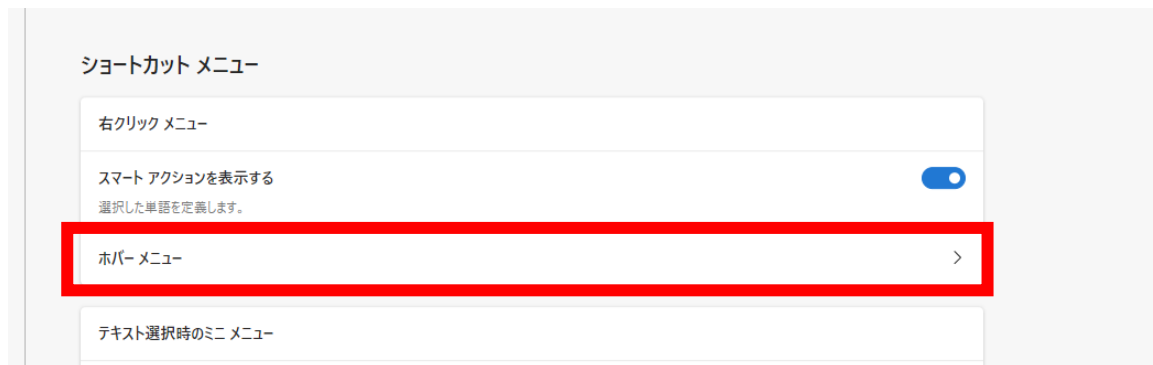 ショートカット メニュー
右クリック メニュー
スマート アクションを表示する
選択した単語を定義します。
ホバー メニュー
テキスト選択時のミニ メニュー